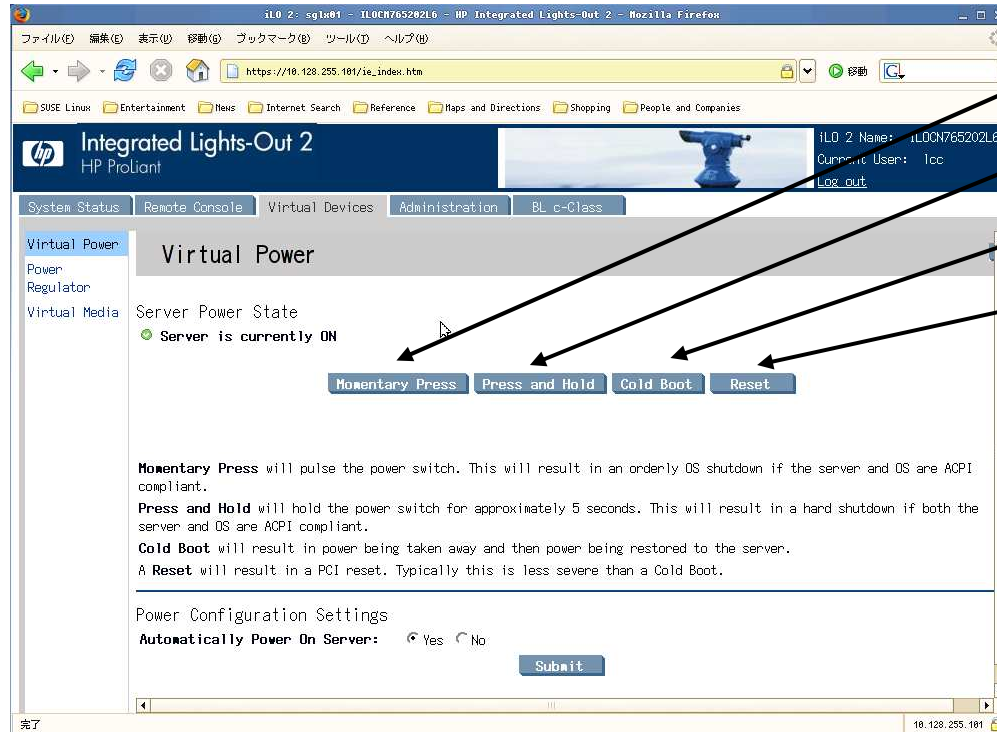 iLO 2: sglx01 - ILOCN765202L6 - HP Integrated Lights-Out 2 - Mozilla Firefox
ファイル(F) 編集(E) 表示(V) 移動(G) ブックマーク(B) ツール(T) ヘルプ(H)
https://10.128.255.101/ie_index.htm
移動
G
SUSE Linux Entertainment News Internet Search Reference Maps and Directions Shopping People and Companies
hp
Integrated Lights-Out 2
HP ProLiant
iLO 2 Name: ILOCN765202L6
Current User: lcc
Log out
System Status Remote Console Virtual Devices Administration BL c-Class
Virtual Power
Power
Regulator
Virtual Media
Virtual Power
Server Power State
Server is currently ON
Momentary Press Press and Hold Cold Boot Reset
Momentary Press will pulse the power switch. This will result in an orderly OS shutdown if the server and OS are ACPI
compliant.
Press and Hold will hold the power switch for approximately 5 seconds. This will result in a hard shutdown if both the
server and OS are ACPI compliant.
Cold Boot will result in power being taken away and then power being restored to the server.
A Reset will result in a PCI reset. Typically this is less severe than a Cold Boot.
Power Configuration Settings
Automatically Power On Server: Yes No
Submit
完了
10.128.255.101